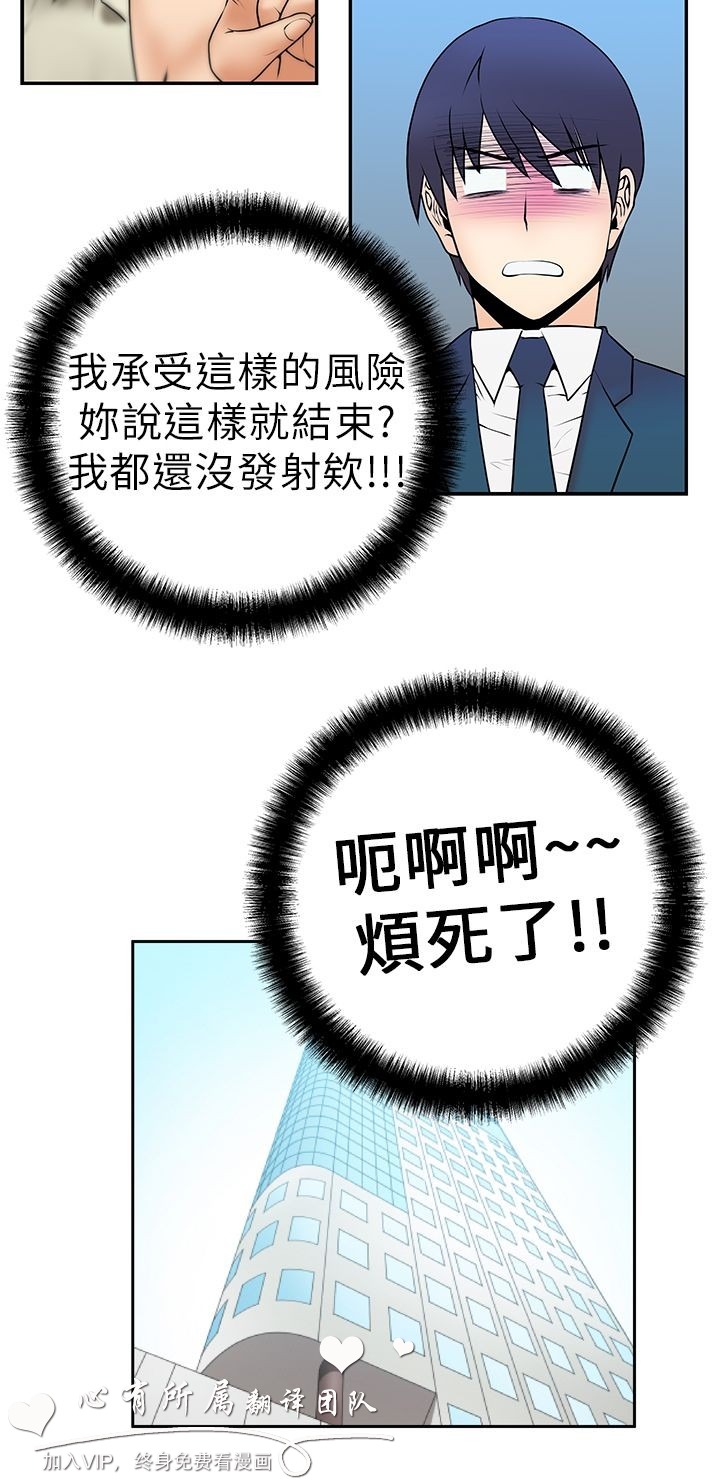 我承受這樣的風險
妳說這樣就結束?
我都還沒發射欸!!!
呃啊啊~~
煩死了!!
心有所属翻译团队
加入VIP，终身免费看漫画